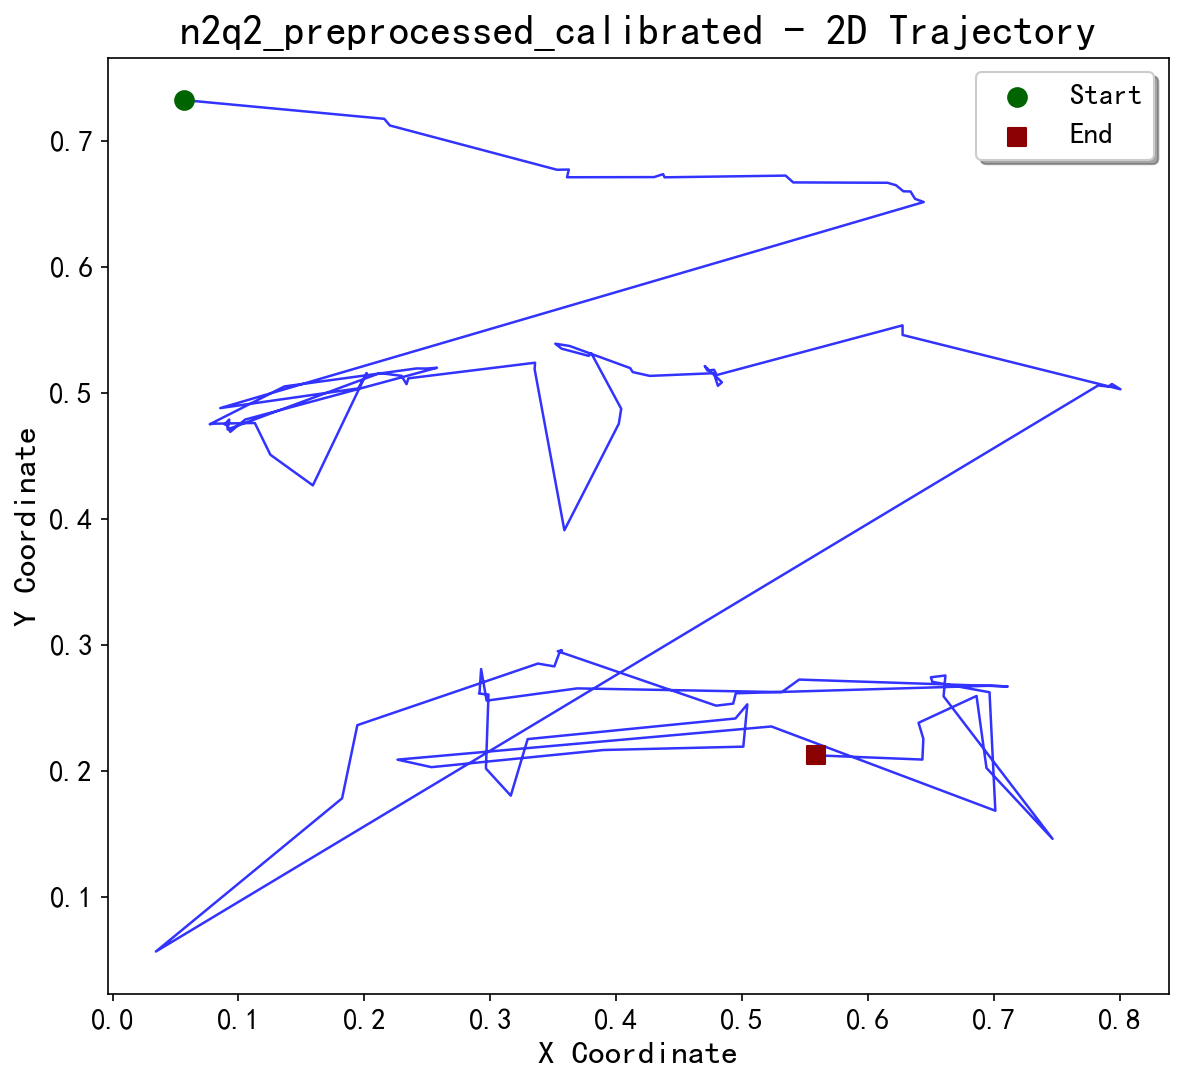 n2q2_preprocessed_calibrated - 2D Trajectory
Start
End
0.7
0.6
0.5
0.4
0.3
0.2
0.1
Y Coordinate
0.0 0.1 0.2 0.3 0.4 0.5 0.6 0.7 0.8
X Coordinate